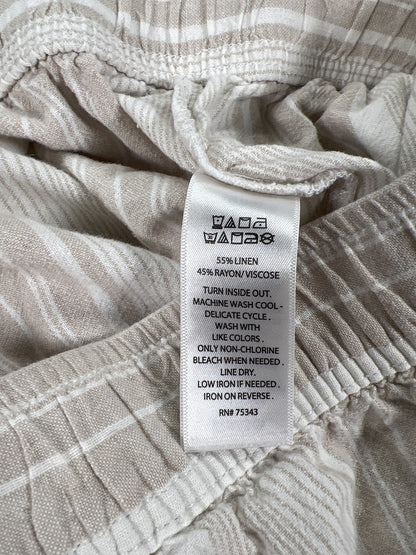 55% LINEN
45% RAYON/VISCOSE
TURN INSIDE OUT.
MACHINE WASH COOL -
DELICATE CYCLE.
WASH WITH
LIKE COLORS.
ONLY NON-CHLORINE
BLEACH WHEN NEEDED.
LINE DRY.
LOW IRON IF NEEDED.
IRON ON REVERSE.
RN# 75343